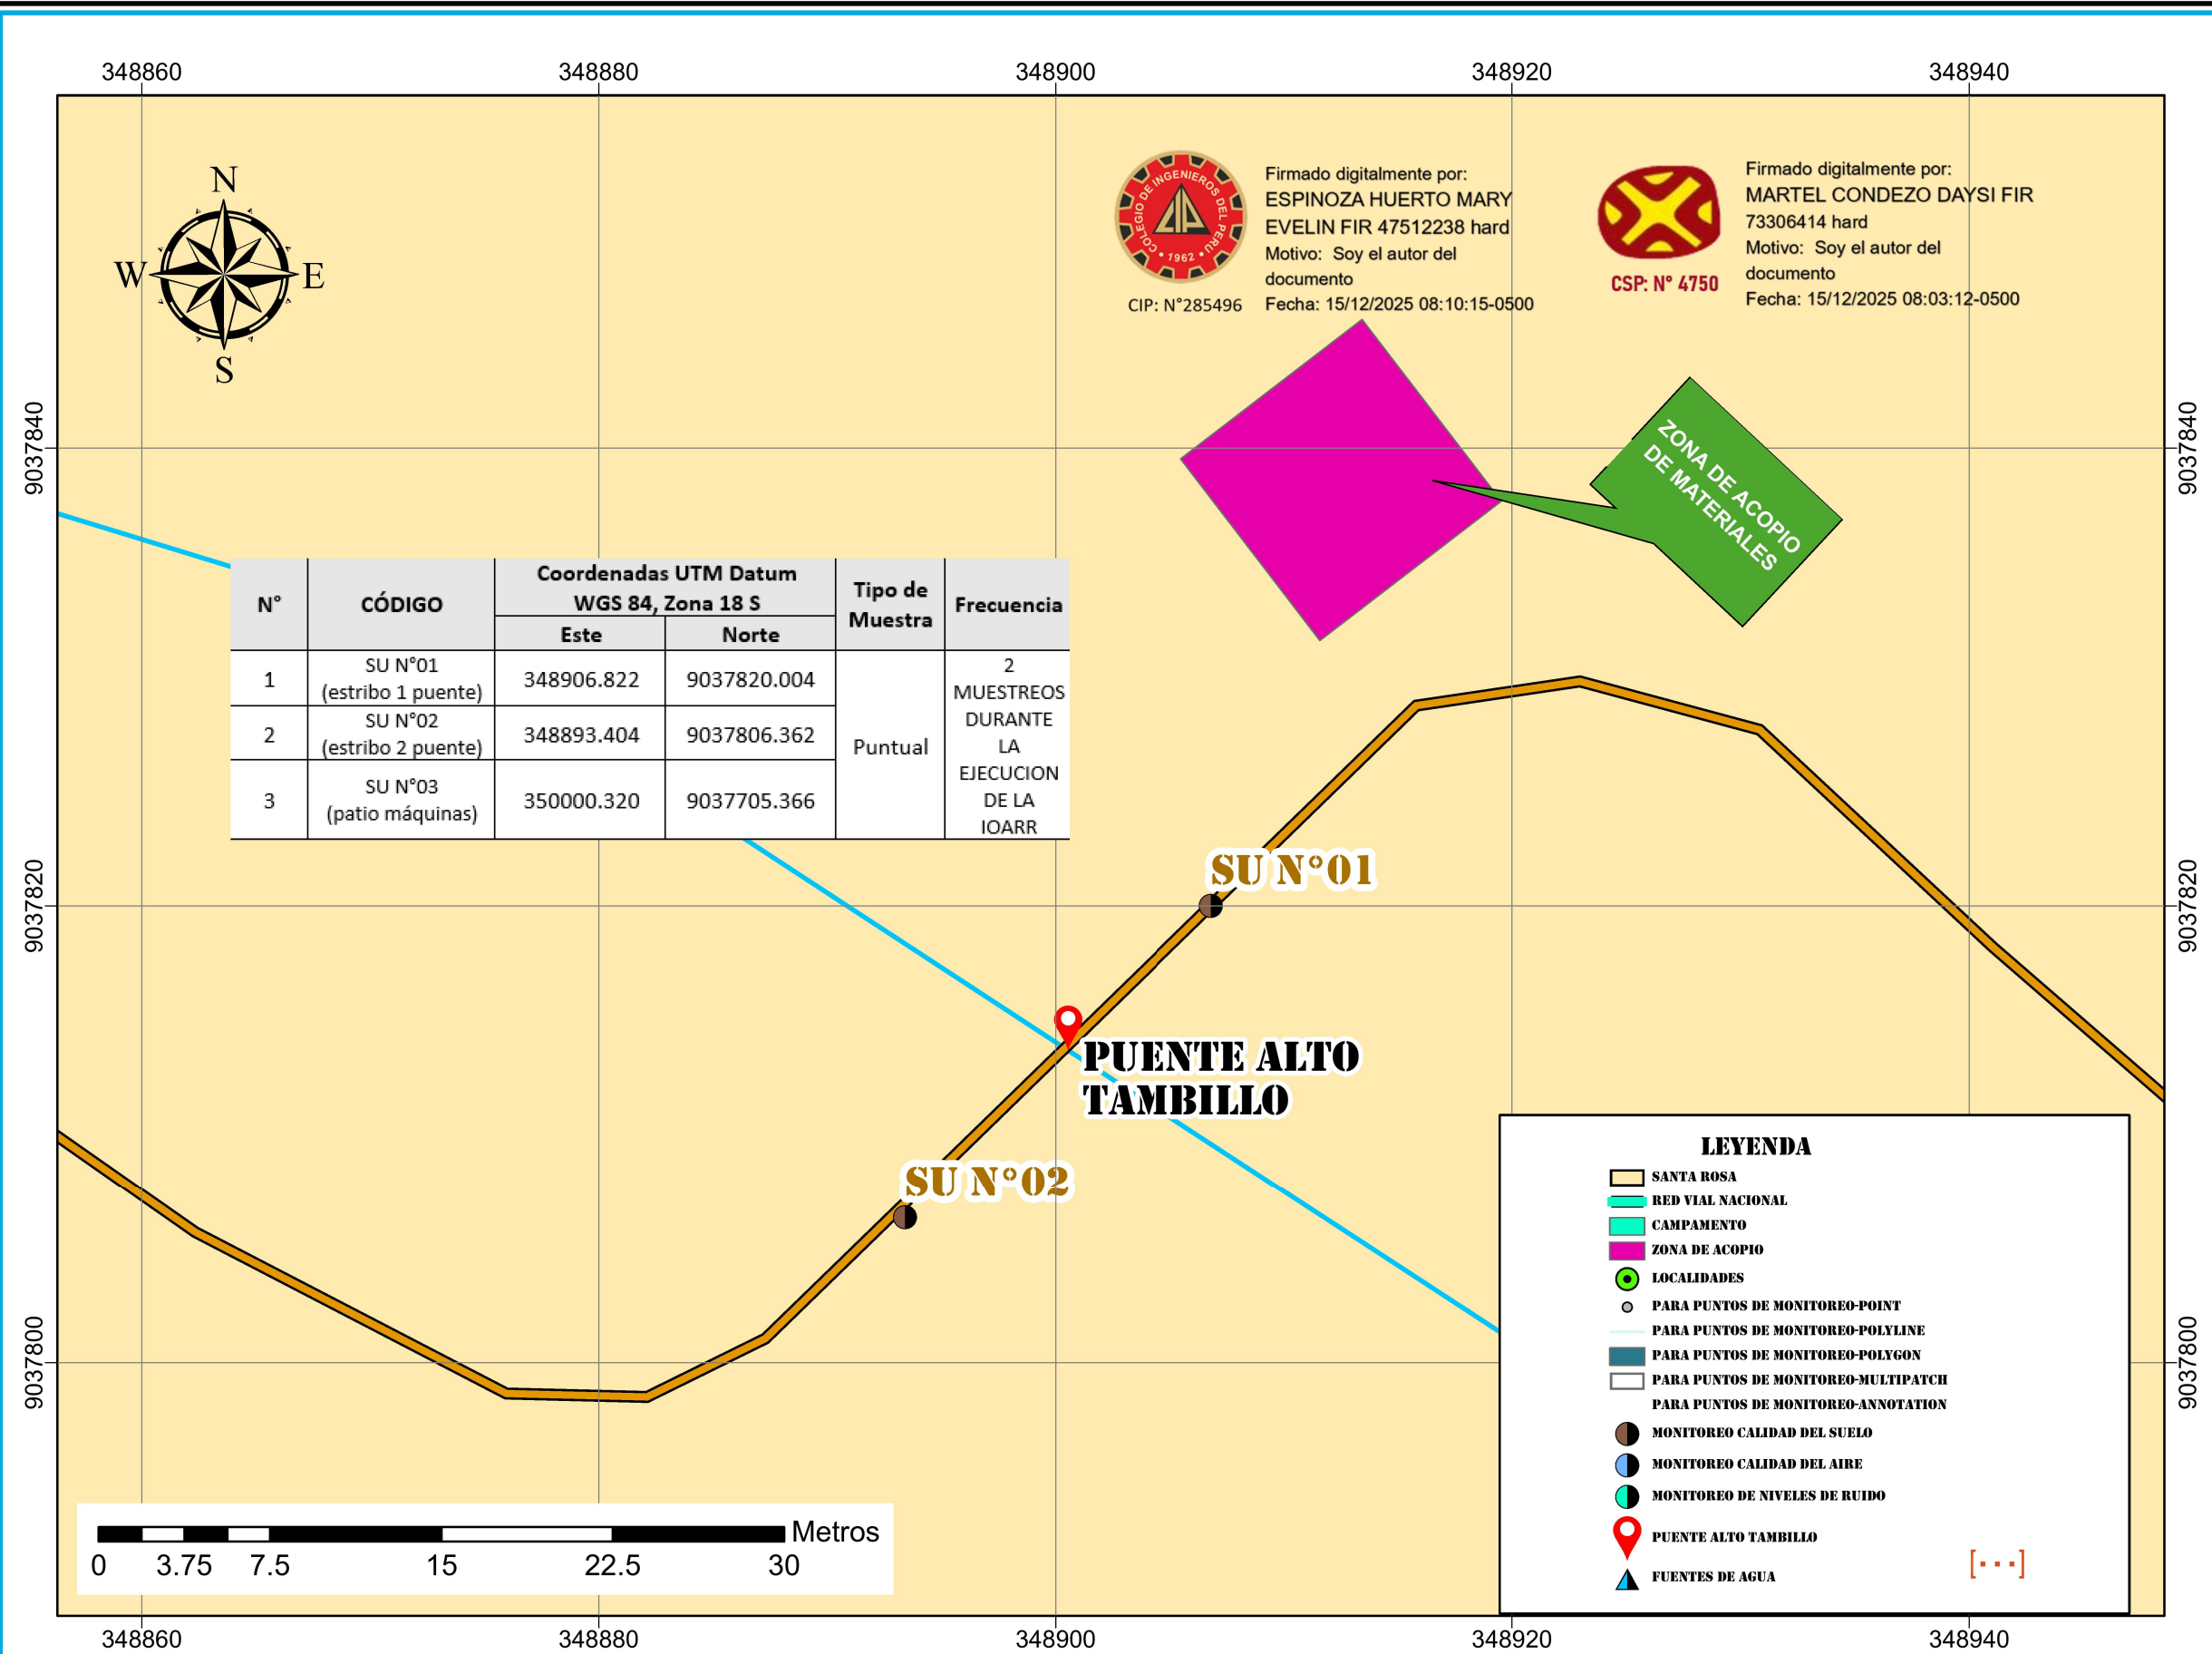 348860 348880 348900 348920 348940
N
W E
S
COLEGIO DE INGENIEROS DEL PERU
CIP
• 1962 •
CIP: N°285496
Firmado digitalmente por:
ESPINOZA HUERTO MARY
EVELIN FIR 47512238 hard
Motivo: Soy el autor del
documento
Fecha: 15/12/2025 08:10:15-0500
CSP: N° 4750
Firmado digitalmente por:
MARTEL CONDEZO DAYSI FIR
73306414 hard
Motivo: Soy el autor del
documento
Fecha: 15/12/2025 08:03:12-0500
9037840 9037840
ZONA DE ACOPIO
DE MATERIALES
N° CÓDIGO Coordenadas UTM Datum
WGS 84, Zona 18 S
Este Norte
Tipo de
Muestra
Frecuencia
1 SU N°01
(estribo 1 puente)
348906.822 9037820.004
2 SU N°02
(estribo 2 puente)
348893.404 9037806.362
3 SU N°03
(patio máquinas)
350000.320 9037705.366
Puntual
2
MUESTREOS
DURANTE
LA
EJECUCION
DE LA
IOARR
9037820 9037820
SU N°01
PUENTE ALTO
TAMBILLO
SU N°02
9037800 9037800
LEYENDA
SANTA ROSA
RED VIAL NACIONAL
CAMPAMENTO
ZONA DE ACOPIO
LOCALIDADES
PARA PUNTOS DE MONITOREO-POINT
PARA PUNTOS DE MONITOREO-POLYLINE
PARA PUNTOS DE MONITOREO-POLYGON
PARA PUNTOS DE MONITOREO-MULTIPATCH
PARA PUNTOS DE MONITOREO-ANNOTATION
MONITOREO CALIDAD DEL SUELO
MONITOREO CALIDAD DEL AIRE
MONITOREO DE NIVELES DE RUIDO
PUENTE ALTO TAMBILLO
FUENTES DE AGUA
[...]
Metros
0 3.75 7.5 15 22.5 30
348860 348880 348900 348920 348940